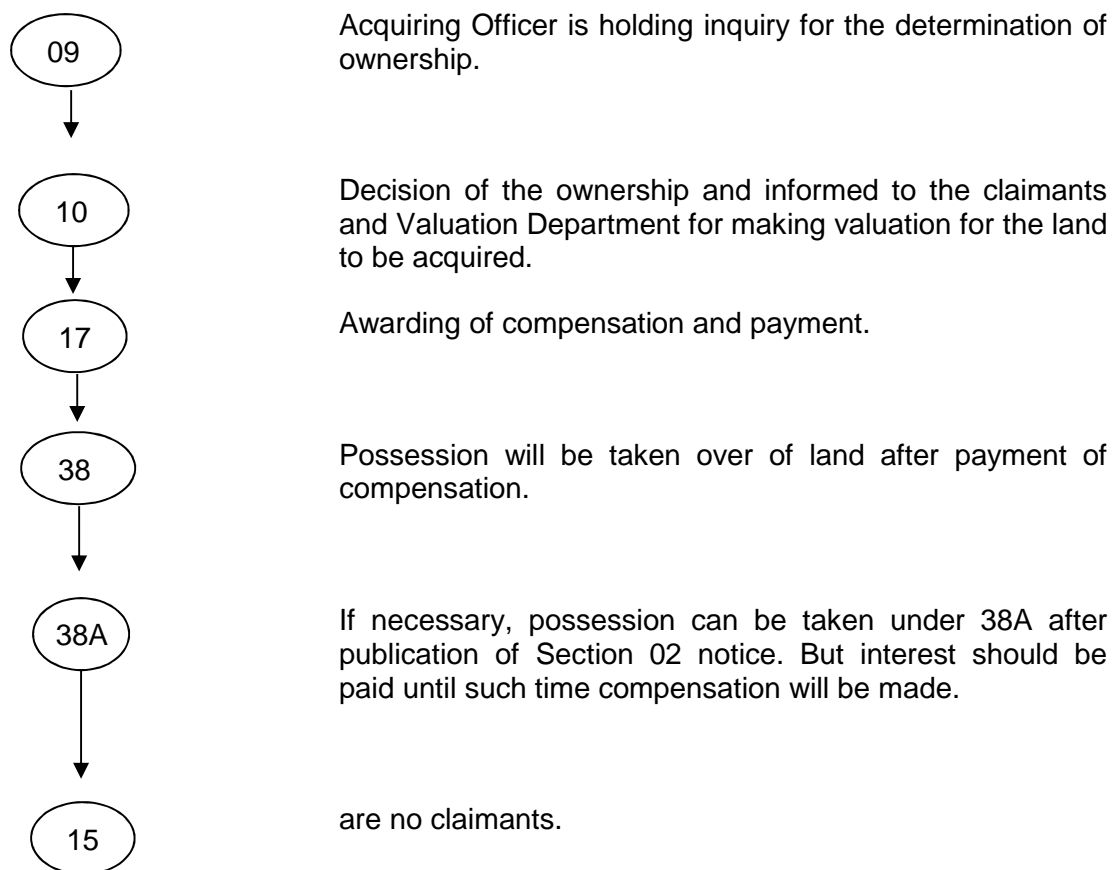 09
Acquiring Officer is holding inquiry for the determination of
ownership.
10
Decision of the ownership and informed to the claimants
and Valuation Department for making valuation for the land
to be acquired.
17
Awarding of compensation and payment.
38
Possession will be taken over of land after payment of
compensation.
38A
If necessary, possession can be taken under 38A after
publication of Section 02 notice. But interest should be
paid until such time compensation will be made.
15
are no claimants.